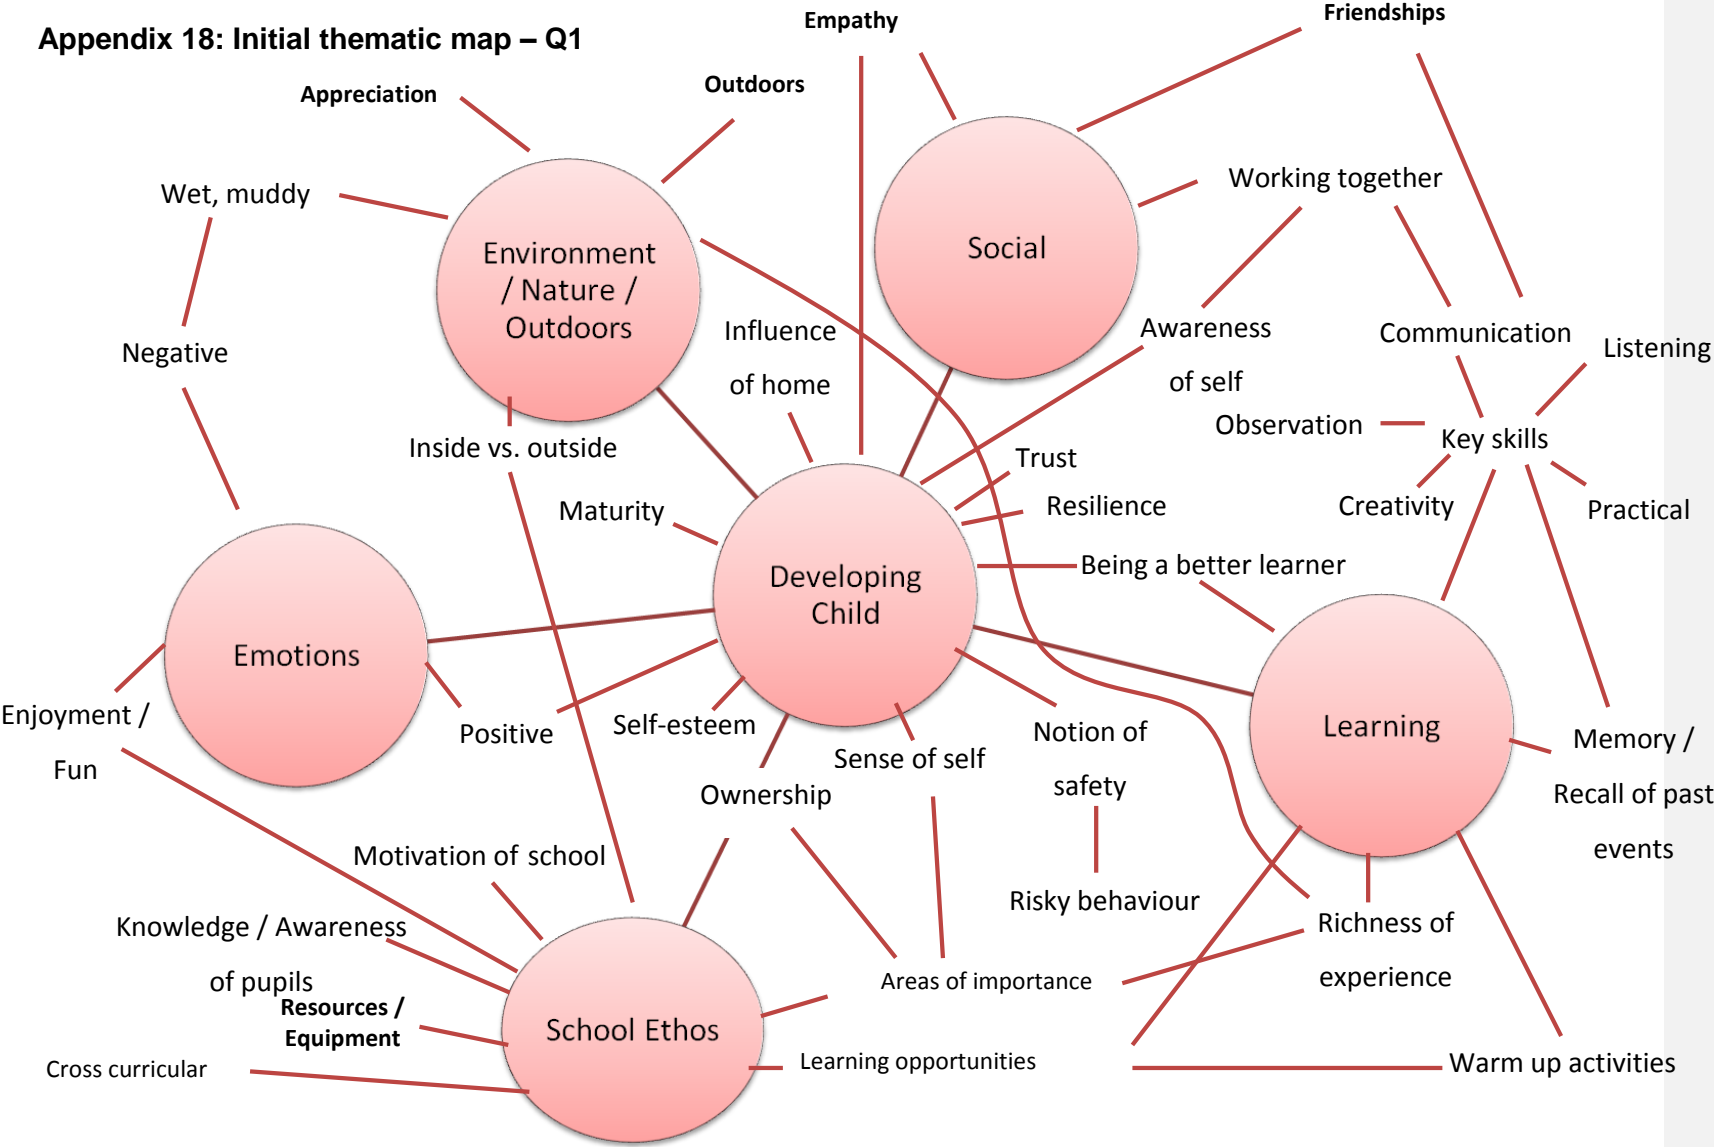 Empathy
Friendships
Appendix 18: Initial thematic map – Q1
Appreciation
Outdoors
Wet, muddy
Working together
Environment
/ Nature /
Outdoors
Social
Influence
of home
Awareness
of self
Communication
Listening
Negative
Observation
Key skills
Inside vs. outside
Trust
Maturity
Resilience
Creativity
Practical
Being a better learner
Developing
Child
Emotions
Enjoyment /
Fun
Positive
Self-esteem
Sense of self
Notion of
safety
Learning
Memory /
Recall of past
events
Ownership
Motivation of school
Risky behaviour
Knowledge / Awareness
of pupils
Richness of
experience
Areas of importance
Resources /
Equipment
School Ethos
Cross curricular
Learning opportunities
Warm up activities